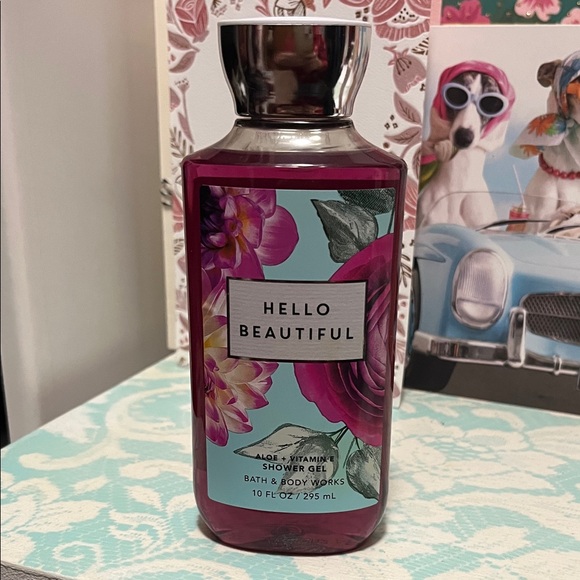 HELLO
BEAUTIFUL
ALOE + VITAMIN E
SHOWER GEL
BATH & BODY WORKS
10 FL OZ / 295 mL